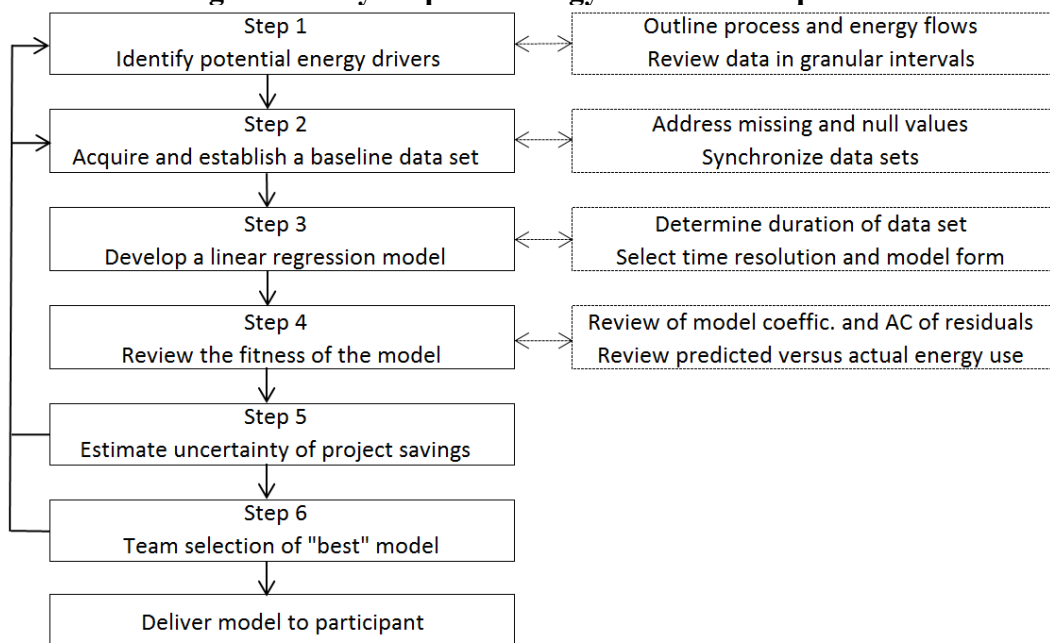 Step 1
Identify potential energy drivers
Outline process and energy flows
Review data in granular intervals
Step 2
Acquire and establish a baseline data set
Address missing and null values
Synchronize data sets
Step 3
Develop a linear regression model
Determine duration of data set
Select time resolution and model form
Step 4
Review the fitness of the model
Review of model coeffic. and AC of residuals
Review predicted versus actual energy use
Step 5
Estimate uncertainty of project savings
Step 6
Team selection of "best" model
Deliver model to participant